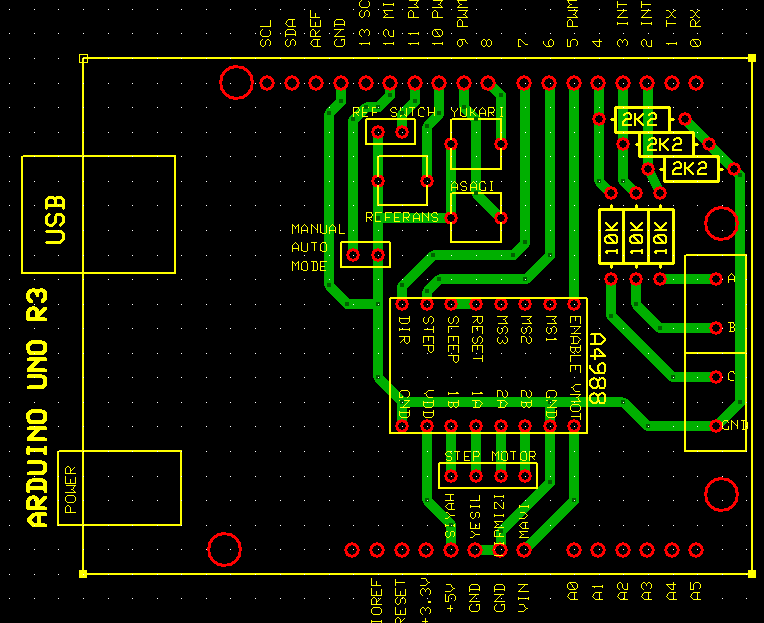 SCL
SDA
AREF
GND
13 SC
12 MI
11 PW
10 PW
9 PWM
8
7
6
5 PWM
4
3 INT
2 INT
1 TX
0 RX
REF SWTCH
YUKARI
2K2
2K2
2K2
ASAGI
REFERANS
USB
MANUAL
AUTO
MODE
10K
10K
10K
A
B
C
GND
ARDUINO UNO R3
DIR
STEP
SLEEP
RESET
MS3
MS2
MS1
ENABLE
A4988
GND
VDD
1B
1A
2A
2B
GND
VMOT
STEP MOTOR
POWER
SIYAH
YESIL
MAVI
IOREF
RESET
+3.3V
+5V
GND
GND
VIN
A0
A1
A2
A3
A4
A5